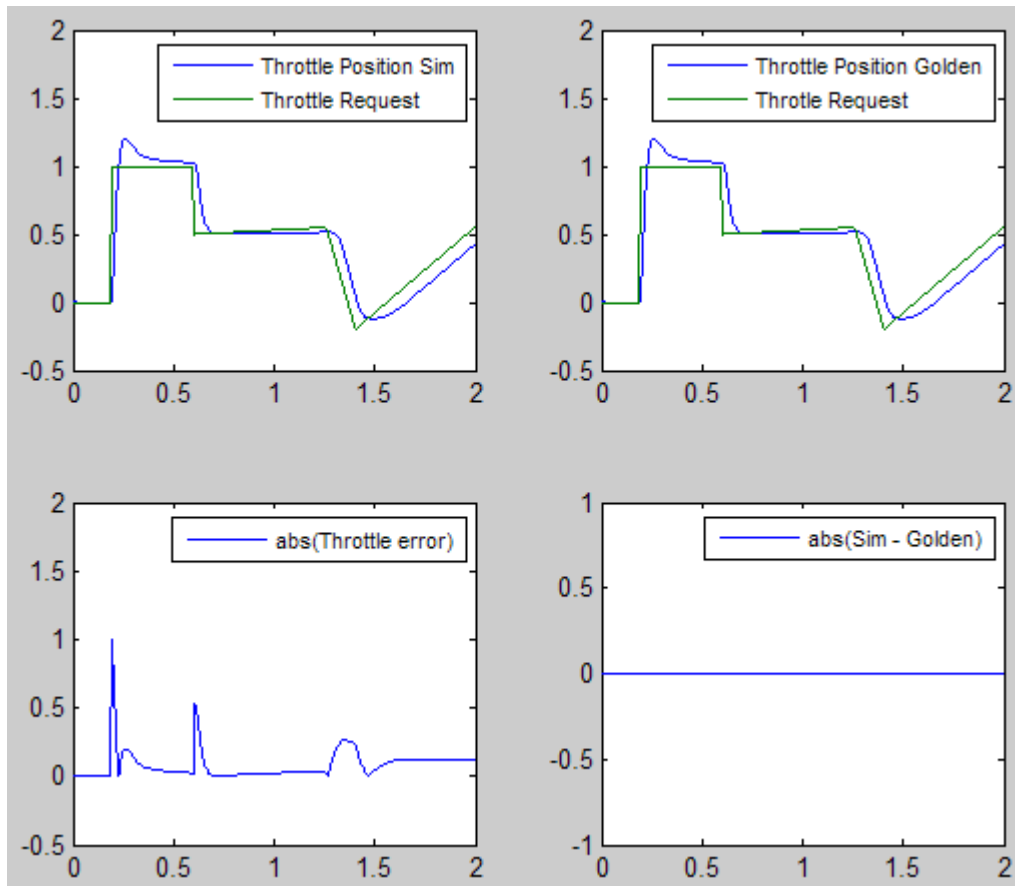 2
1.5
1
0.5
0
-0.5
0 0.5 1 1.5 2
Throttle Position Sim
Throttle Request
2
1.5
1
0.5
0
-0.5
0 0.5 1 1.5 2
Throttle Position Golden
Throtle Request
2
1.5
1
0.5
0
-0.5
0 0.5 1 1.5 2
abs(Throttle error)
1
0.5
0
-0.5
-1
0 0.5 1 1.5 2
abs(Sim - Golden)